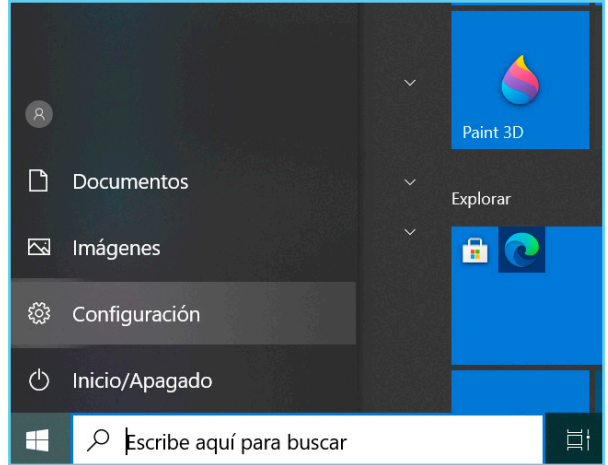 Paint 3D
Documentos
Explorar
Imágenes
Configuración
Inicio/Apagado
Escribe aquí para buscar